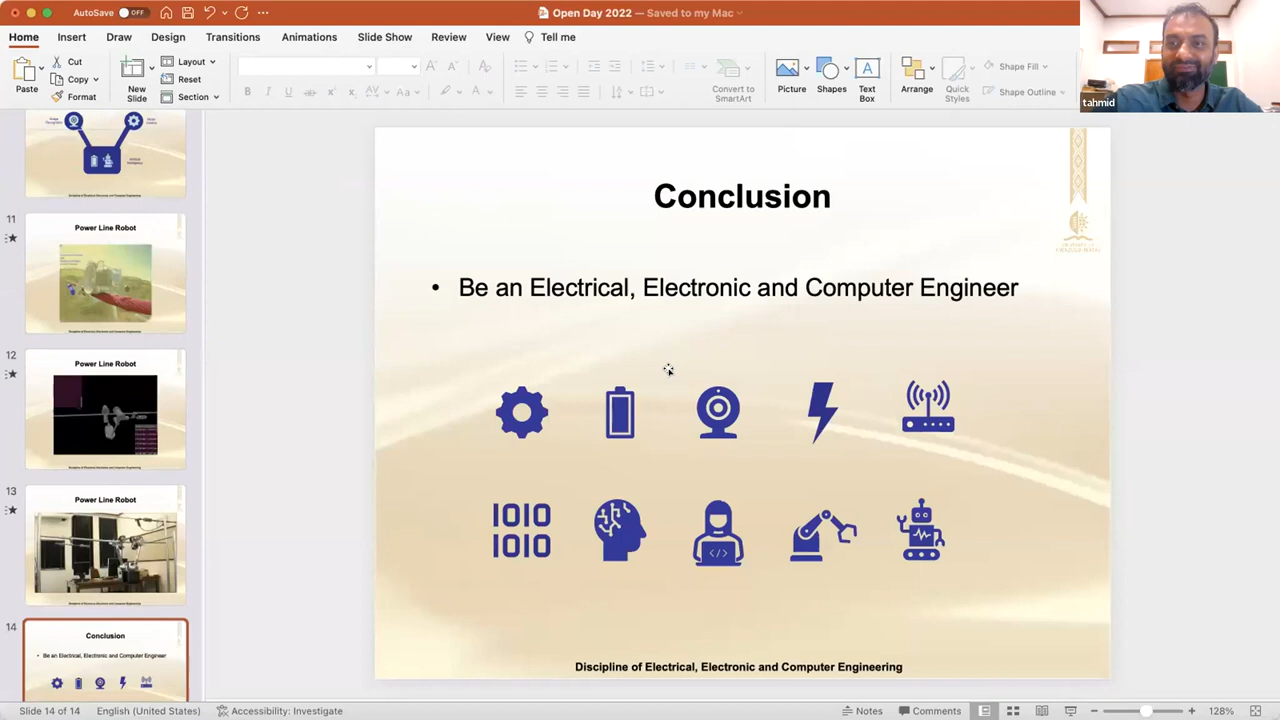 AutoSave
OFF
Open Day 2022 — Saved to my Mac
Home
Insert
Draw
Design
Transitions
Animations
Slide Show
Review
View
Tell me
Paste
Cut
Copy
Format
New
Slide
Layout
Reset
Section
B
I
U
Convert to
SmartArt
Picture
Shapes
Text
Box
Arrange
Quick
Styles
Shape Fill
Shape Outline
tahmid
11
Power Line Robot
12
Power Line Robot
13
Power Line Robot
14
Conclusion
• Be an Electrical, Electronic and Computer Engineer
Conclusion
• Be an Electrical, Electronic and Computer Engineer
1010
1010
</>
Discipline of Electrical, Electronic and Computer Engineering
Slide 14 of 14
English (United States)
Accessibility: Investigate
Notes
Comments
128%